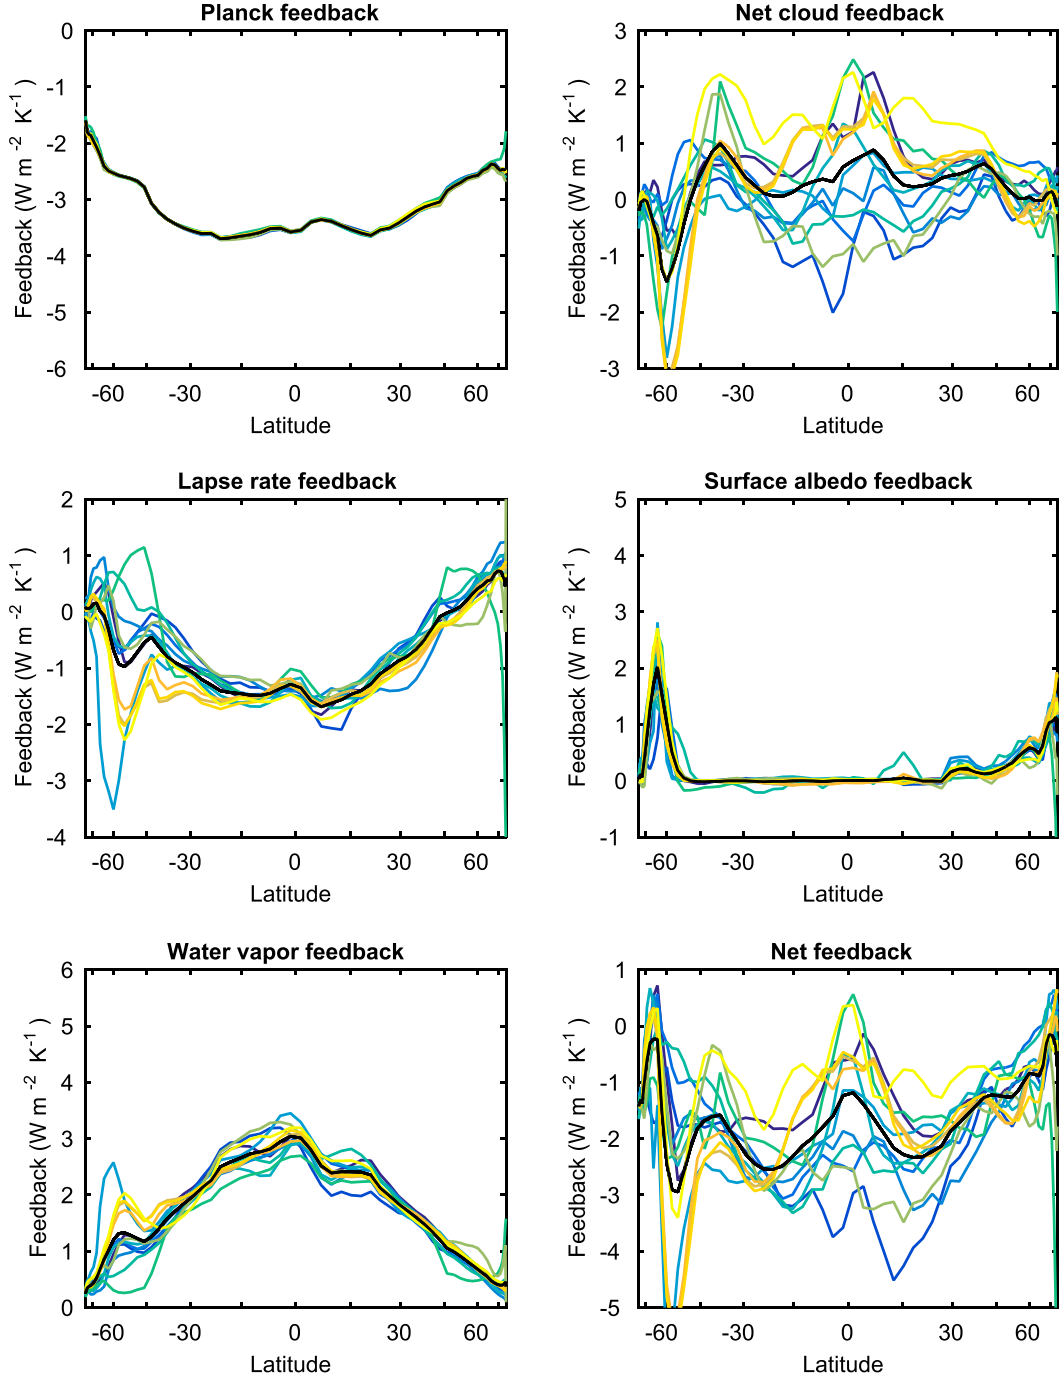 Planck feedback
0
-1
-2
-3
-4
-5
-6
Feedback (W m -2 K-1 )
-60 -30 0 30 60
Latitude
Net cloud feedback
3
2
1
0
-1
-2
-3
Feedback (W m -2 K-1 )
-60 -30 0 30 60
Latitude
Lapse rate feedback
2
1
0
-1
-2
-3
-4
Feedback (W m -2 K-1 )
-60 -30 0 30 60
Latitude
Surface albedo feedback
5
4
3
2
1
0
-1
Feedback (W m -2 K-1 )
-60 -30 0 30 60
Latitude
Water vapor feedback
6
5
4
3
2
1
0
Feedback (W m -2 K-1 )
-60 -30 0 30 60
Latitude
Net feedback
1
0
-1
-2
-3
-4
-5
Feedback (W m -2 K-1 )
-60 -30 0 30 60
Latitude